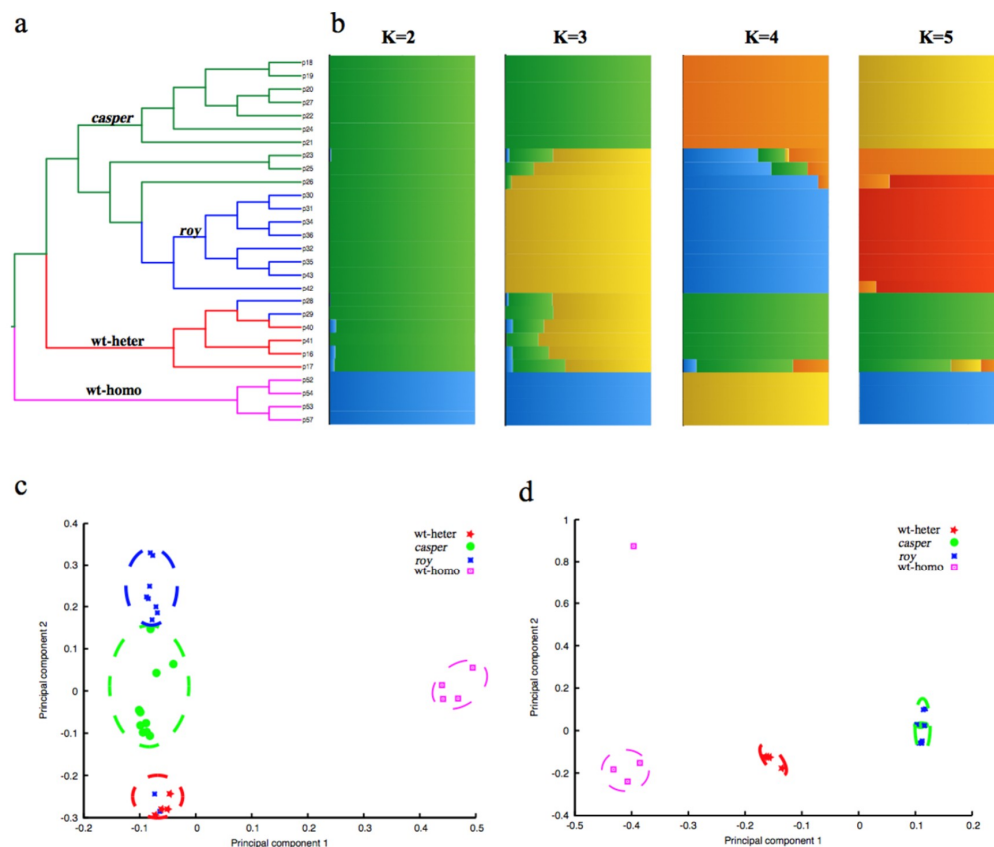 a
b
K=2
K=3
K=4
K=5
casper
roy
wt-heter
wt-homo
p18
p19
p20
p27
p22
p24
p21
p23
p25
p26
p30
p31
p34
p36
p32
p35
p43
p42
p28
p29
p40
p41
p16
p17
p52
p54
p53
p57
c
wt-heter
casper
roy
wt-homo
Principal component 2
0.4
0.3
0.2
0.1
0
-0.1
-0.2
-0.3
-0.2
-0.1
0
0.1
0.2
0.3
0.4
0.5
Principal component 1
d
wt-heter
casper
roy
wt-homo
Principal component 2
1
0.8
0.6
0.4
0.2
0
-0.2
-0.4
-0.5
-0.4
-0.3
-0.2
-0.1
0
0.1
0.2
Principal component 1